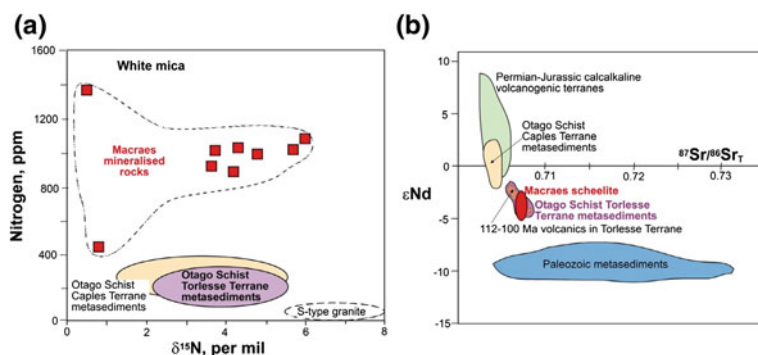 (a)
1600
1200
800
400
0
Nitrogen, ppm
White mica
Macraes
mineralised
rocks
Otago Schist
Caples Terrane
metasediments
Otago Schist
Torlesse Terrane
metasediments
S-type granite
0
2
4
6
8
δ¹⁵N, per mil
(b)
10
5
0
-5
-10
-15
εNd
Permian-Jurassic calcalkaline
volcanogenic terranes
Otago Schist
Caples Terrane
metasediments
⁸⁷Sr/⁸⁶Sr_T
0.71
0.72
0.73
Macraes scheelite
Otago Schist Torlesse
Terrane metasediments
112-100 Ma volcanics in Torlesse Terrane
Paleozoic metasediments